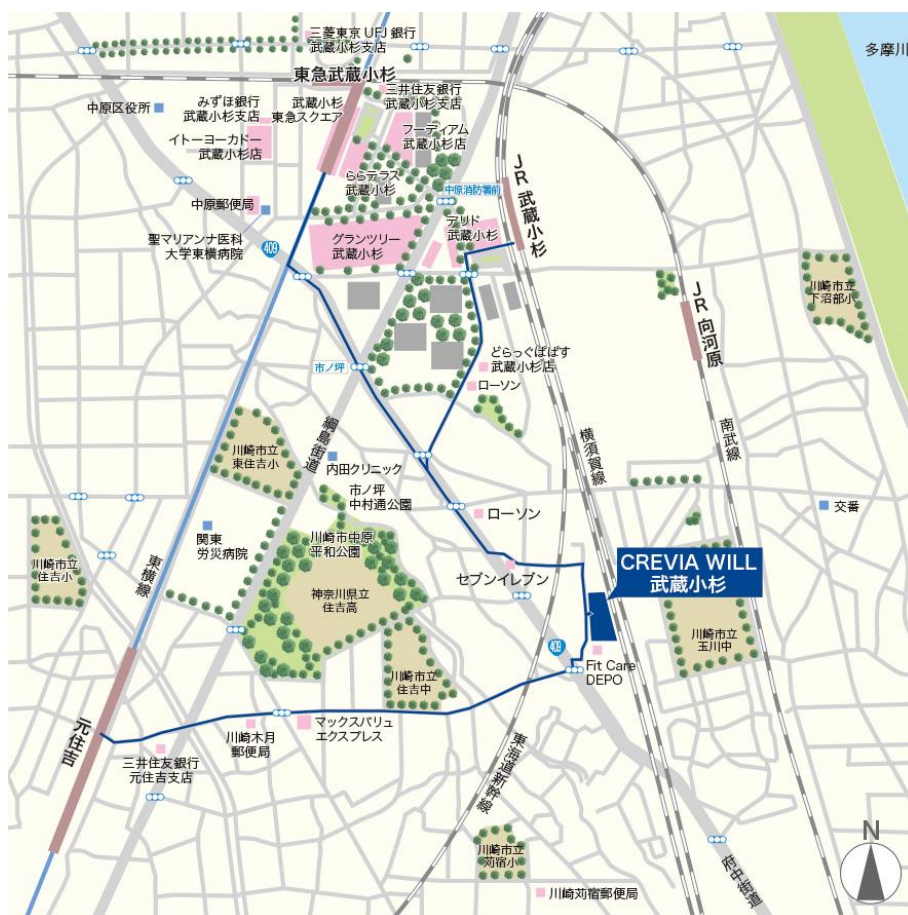 三菱東京UFJ銀行
武蔵小杉支店
多摩川
東急武蔵小杉
中原区役所
みずほ銀行
武蔵小杉支店
武蔵小杉
東急スクエア
三井住友銀行
武蔵小杉支店
イトーヨーカドー
武蔵小杉店
フーディアム
武蔵小杉店
ららテラス
武蔵小杉
中原消防署前
JR 武蔵小杉
中原郵便局
聖マリアンナ医科
大学東横病院
409
グランツリー
武蔵小杉
デリド
武蔵小杉
川崎市立
下沼部小
JR 向河原
どらっぐぱぱす
武蔵小杉店
市ノ坪
ローソン
綱島街道
横須賀線
南武線
川崎市立
東住吉小
内田クリニック
市ノ坪
中村通公園
ローソン
交番
関東
労災病院
川崎市中原
平和公園
川崎市立
住吉小
東横線
セブンイレブン
CREVIA WILL
武蔵小杉
神奈川県立
住吉高
川崎市立
玉川中
川崎市立
住吉中
409
Fit Care
DEPO
元住吉
マックスバリュ
エクスプレス
川崎木月
郵便局
三井住友銀行
元住吉支店
東海道新幹線
川崎市立
苅宿小
府中街道
N
川崎苅宿郵便局